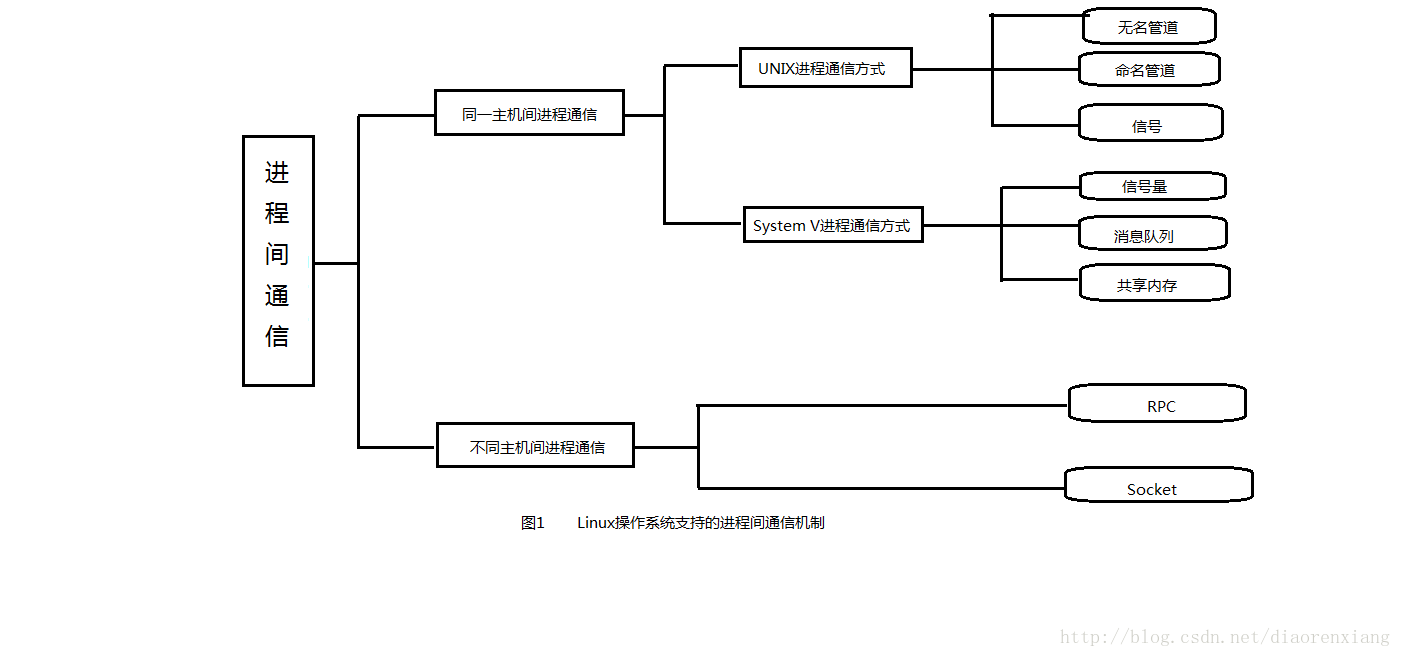 进程间通信
同一主机间进程通信
UNIX进程通信方式
无名管道
命名管道
信号
System V进程通信方式
信号量
消息队列
共享内存
不同主机间进程通信
RPC
Socket
图1 Linux操作系统支持的进程间通信机制
http://blog.csdn.net/diaorenxiang